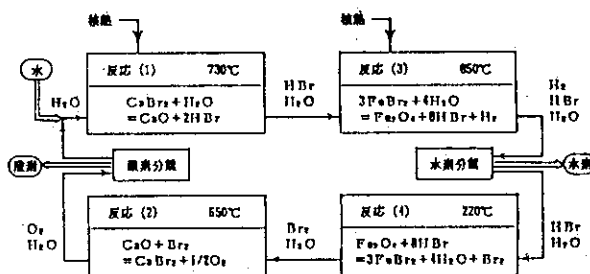 核熱
核熱
水
H₂O
反応 (1) 730℃
CaBr₂+H₂O
=CaO+2HBr
HBr
H₂O
反応 (3) 650℃
3FeBr₂+4H₂O
=Fe₃O₄+6HBr+H₂
H₂
HBr
H₂O
酸素
酸素分離
水素分離
水素
O₂
H₂O
反応 (2) 550℃
CaO+Br₂
=CaBr₂+1/2O₂
Br₂
H₂O
反応 (4) 220℃
Fe₃O₄+8HBr
=3FeBr₂+4H₂O+Br₂
HBr
H₂O